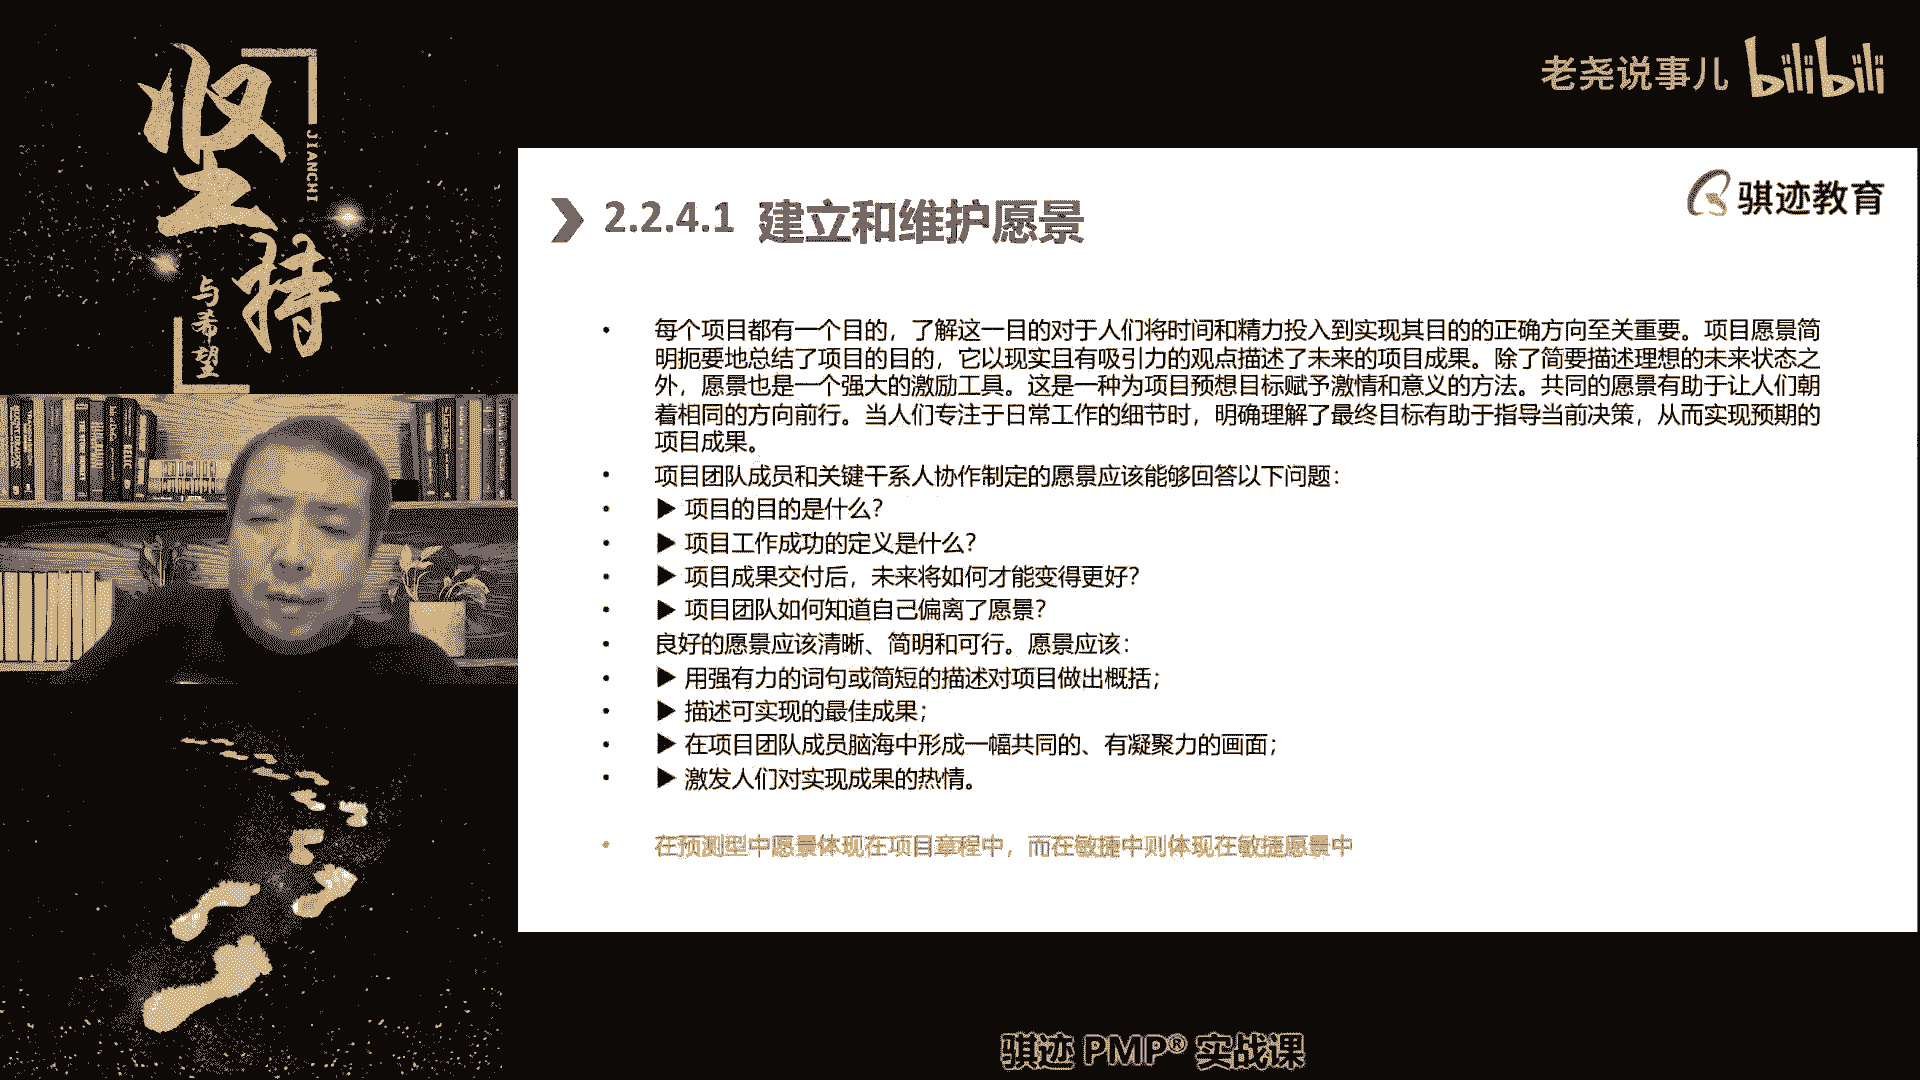 坚持
JIANCHI
与希望
老尧说事儿 bilibili
骐迹教育
2.2.4.1 建立和维护愿景
• 每个项目都有一个目的，了解这一目的对于人们将时间和精力投入到实现其目的的正确方向至关重要。项目愿景简
明扼要地总结了项目的目的，它以现实且有吸引力的观点描述了未来的项目成果。除了简要描述理想的未来状态之
外，愿景也是一个强大的激励工具。这是一种为项目预想目标赋予激情和意义的方法。共同的愿景有助于让人们朝
着相同的方向前行。当人们专注于日常工作的细节时，明确理解了最终目标有助于指导当前决策，从而实现预期的
项目成果。
• 项目团队成员和关键干系人协作制定的愿景应该能够回答以下问题：
• ▶ 项目的目的是什么？
• ▶ 项目工作成功的定义是什么？
• ▶ 项目成果交付后，未来将如何才能变得更好？
• ▶ 项目团队如何知道自己偏离了愿景？
• 良好的愿景应该清晰、简明和可行。愿景应该：
• ▶ 用强有力的词句或简短的描述对项目做出概括；
• ▶ 描述可实现的最佳成果；
• ▶ 在项目团队成员脑海中形成一幅共同的、有凝聚力的画面；
• ▶ 激发人们对实现成果的热情。
• 在预测型中愿景体现在项目章程中，而在敏捷中则体现在敏捷愿景中
骐迹 PMP® 实战课